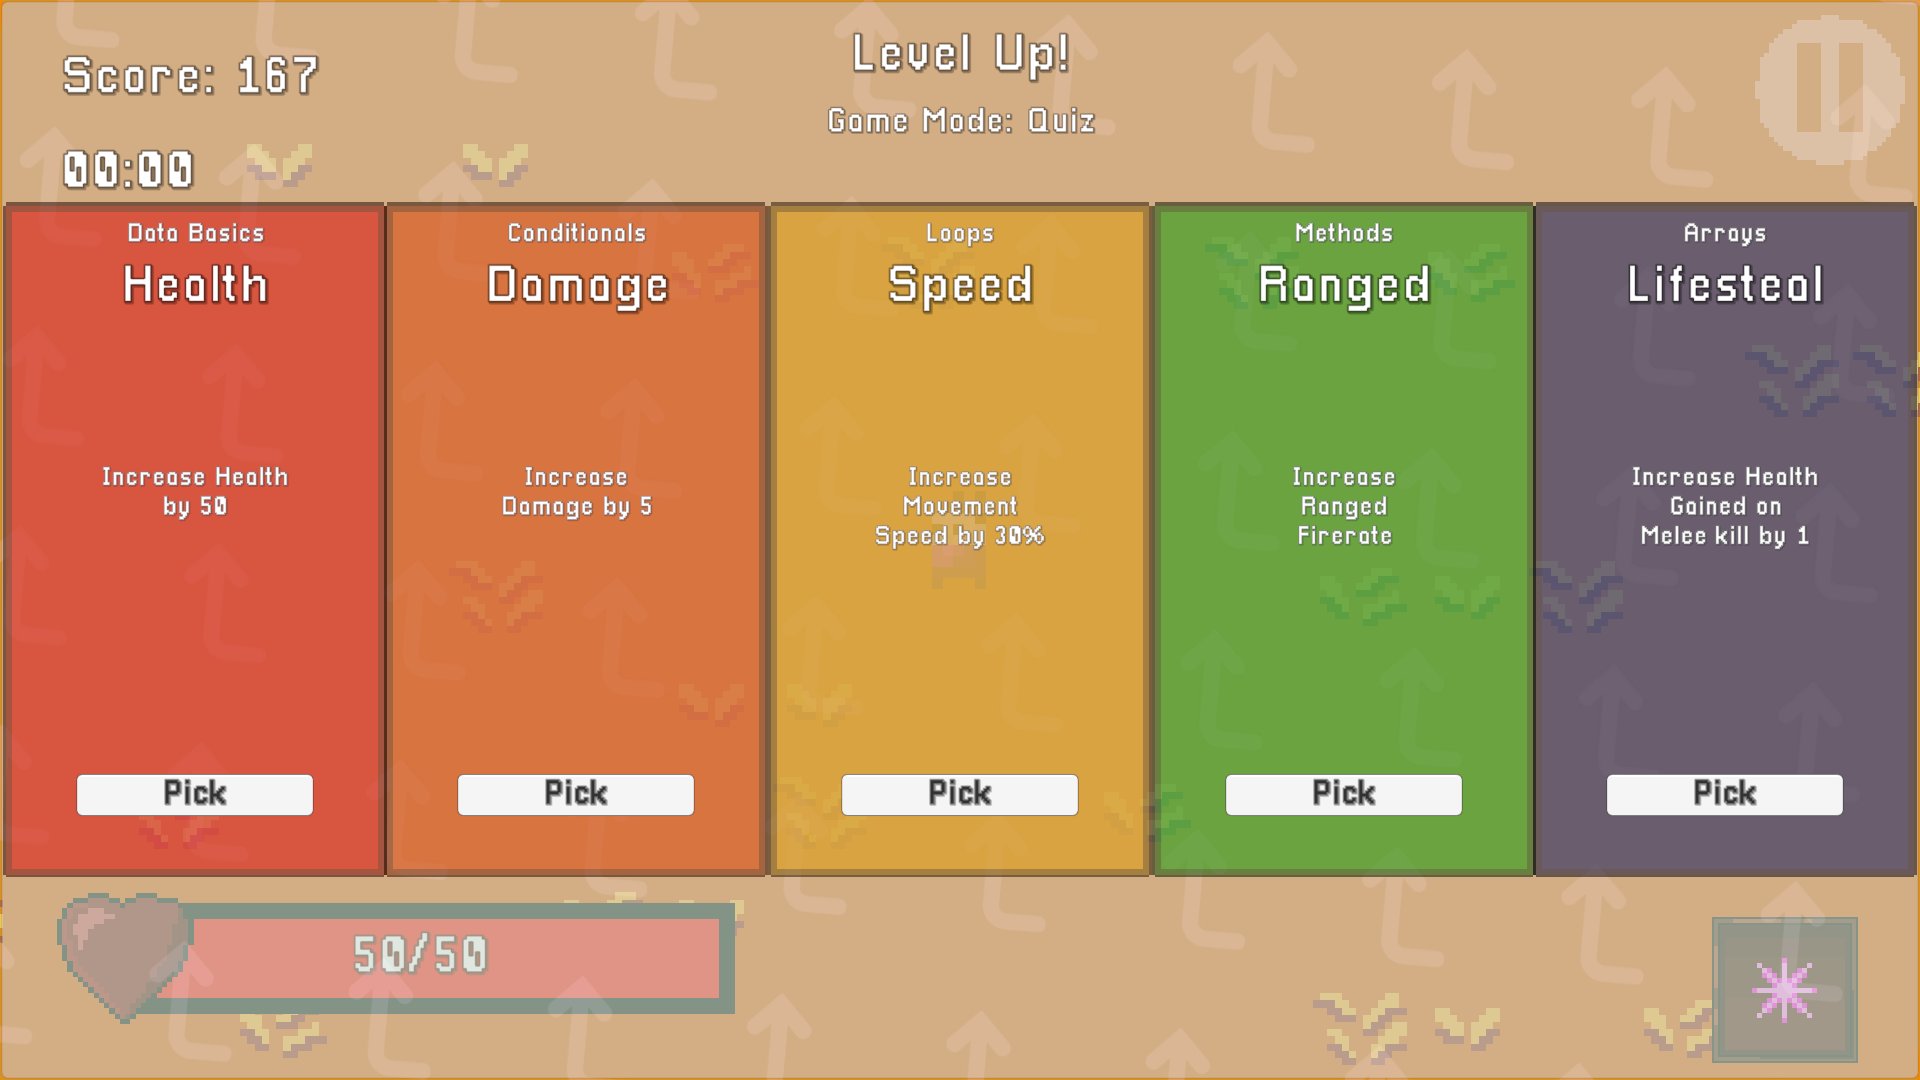 Score: 167
Level Up!
Game Mode: Quiz
00:00
Data Basics
Health
Increase Health
by 50
Pick
Conditionals
Damage
Increase
Damage by 5
Pick
Loops
Speed
Increase
Movement
Speed by 30%
Pick
Methods
Ranged
Increase
Ranged
Firerate
Pick
Arrays
Lifesteal
Increase Health
Gained on
Melee kill by 1
Pick
50/50